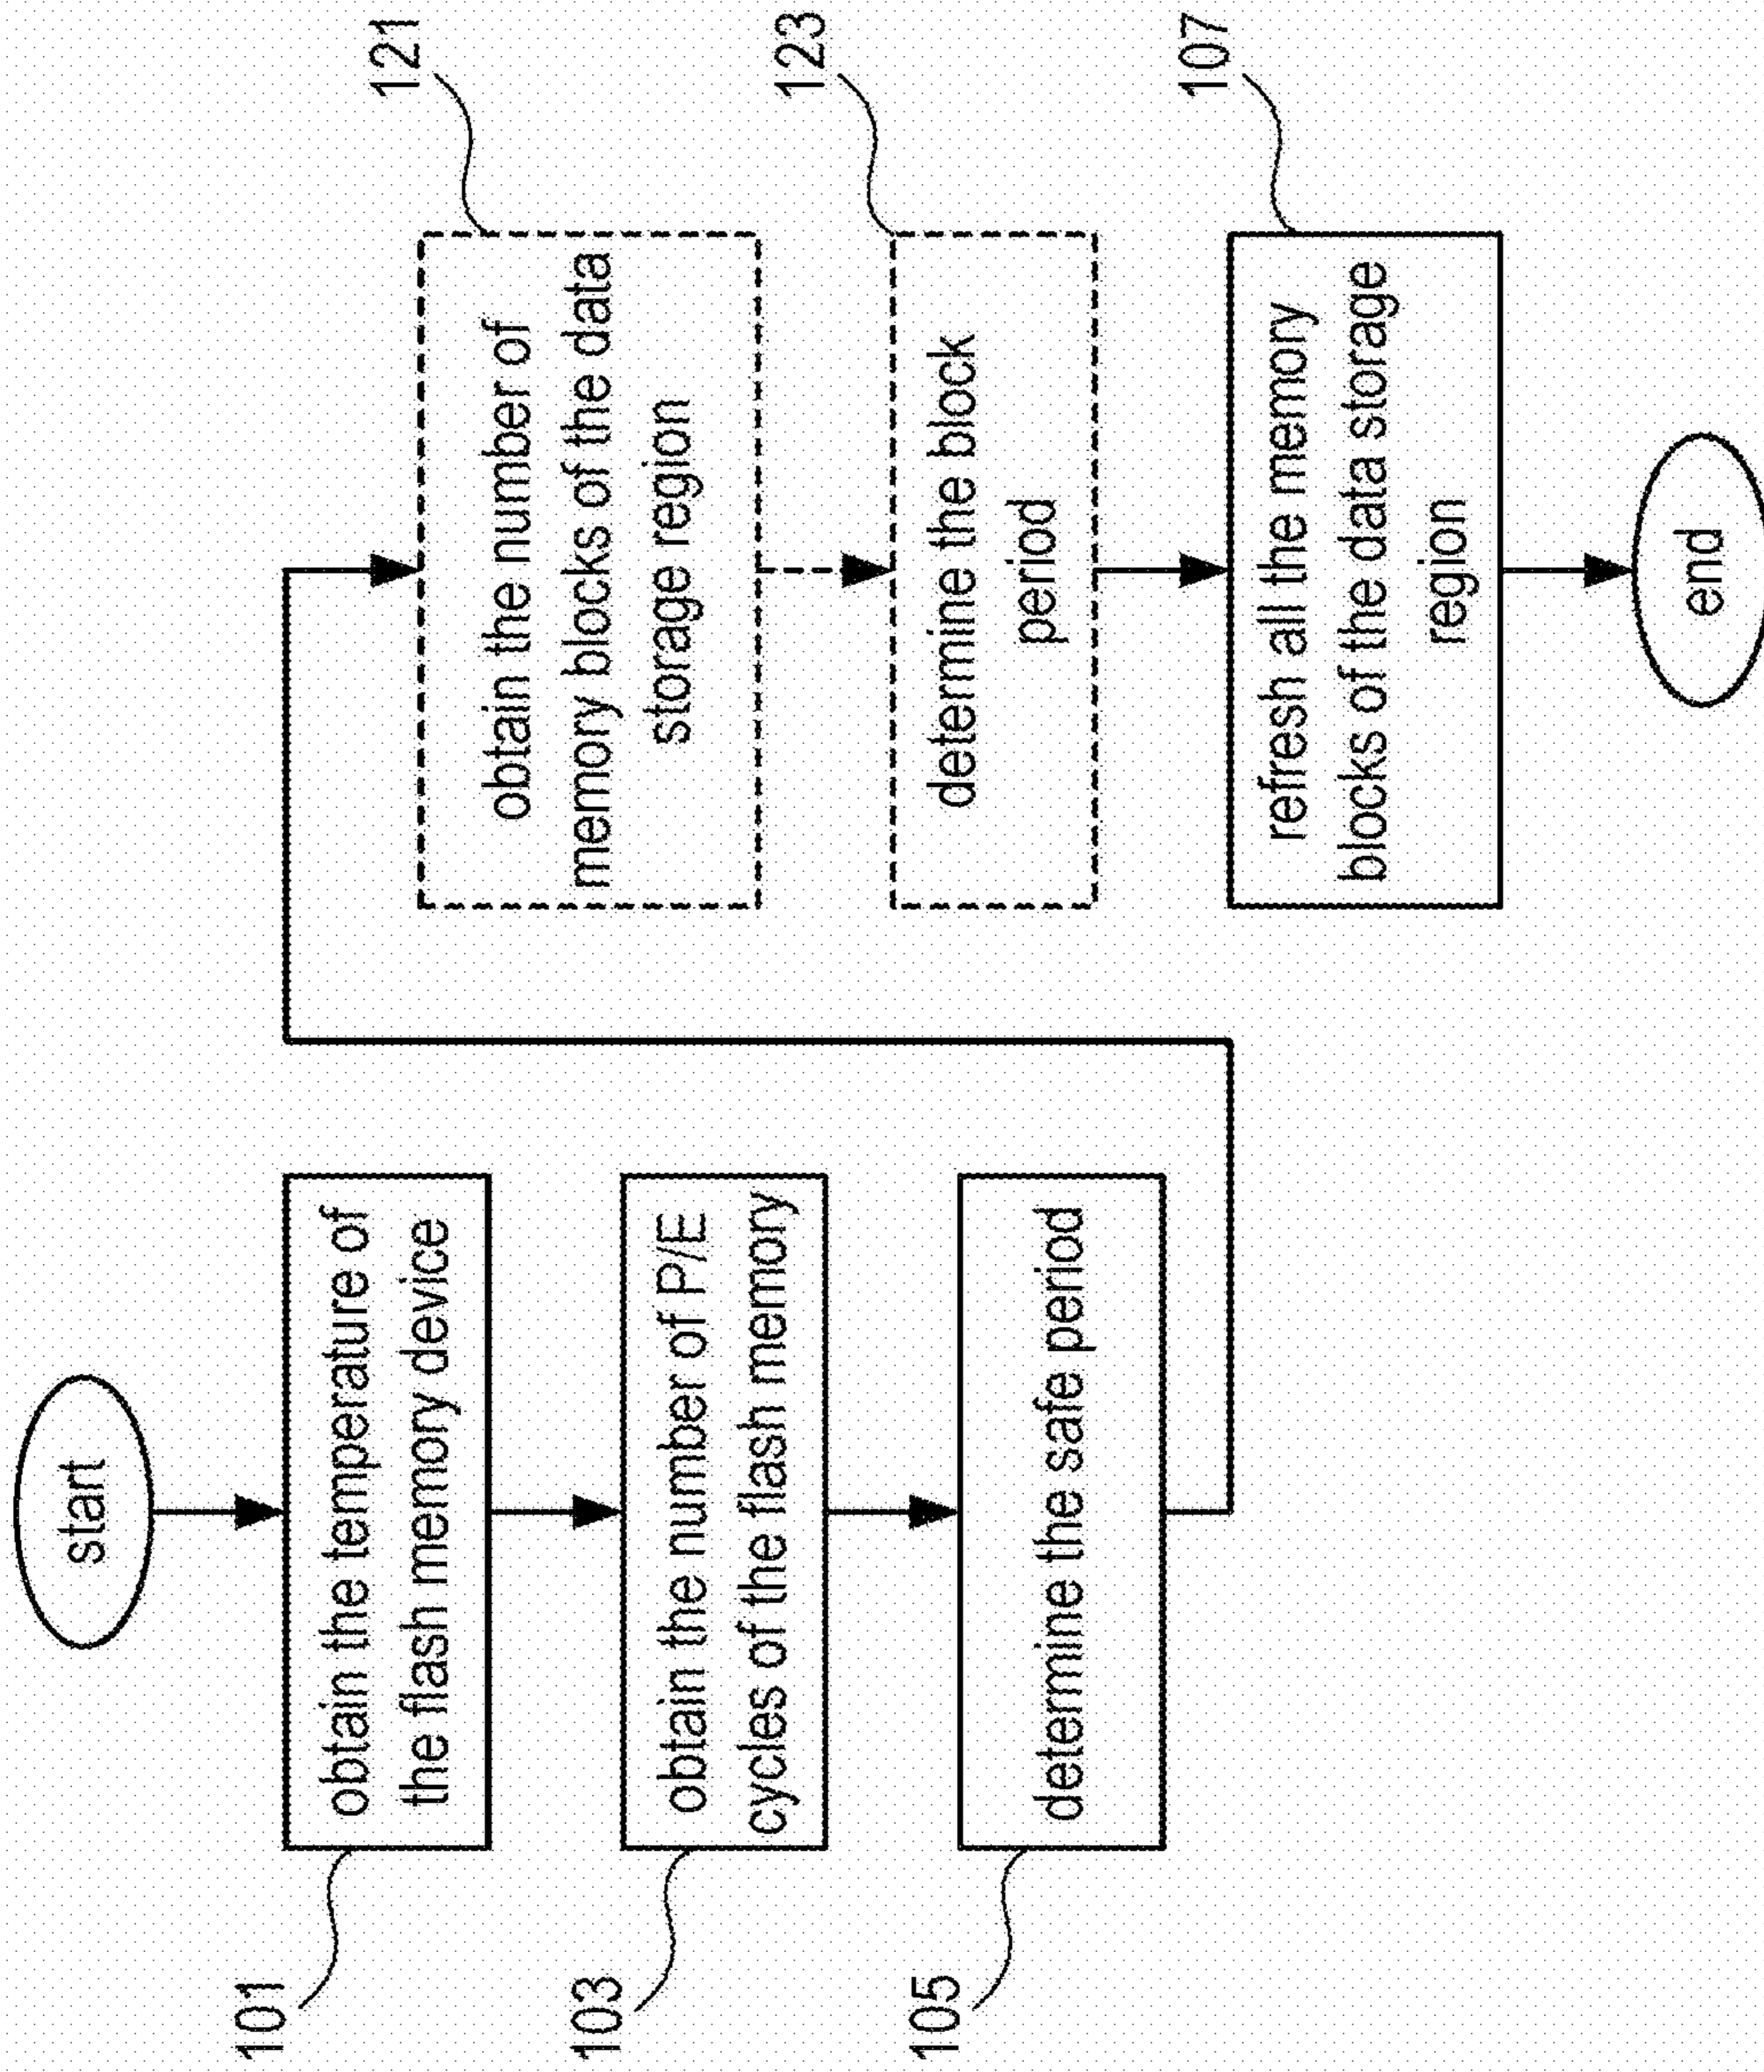 start
101
obtain the temperature of
the flash memory device
103
obtain the number of P/E
cycles of the flash memory
105
determine the safe period
121
obtain the number of
memory blocks of the data
storage region
123
determine the block
period
107
refresh all the memory
blocks of the data storage
region
end